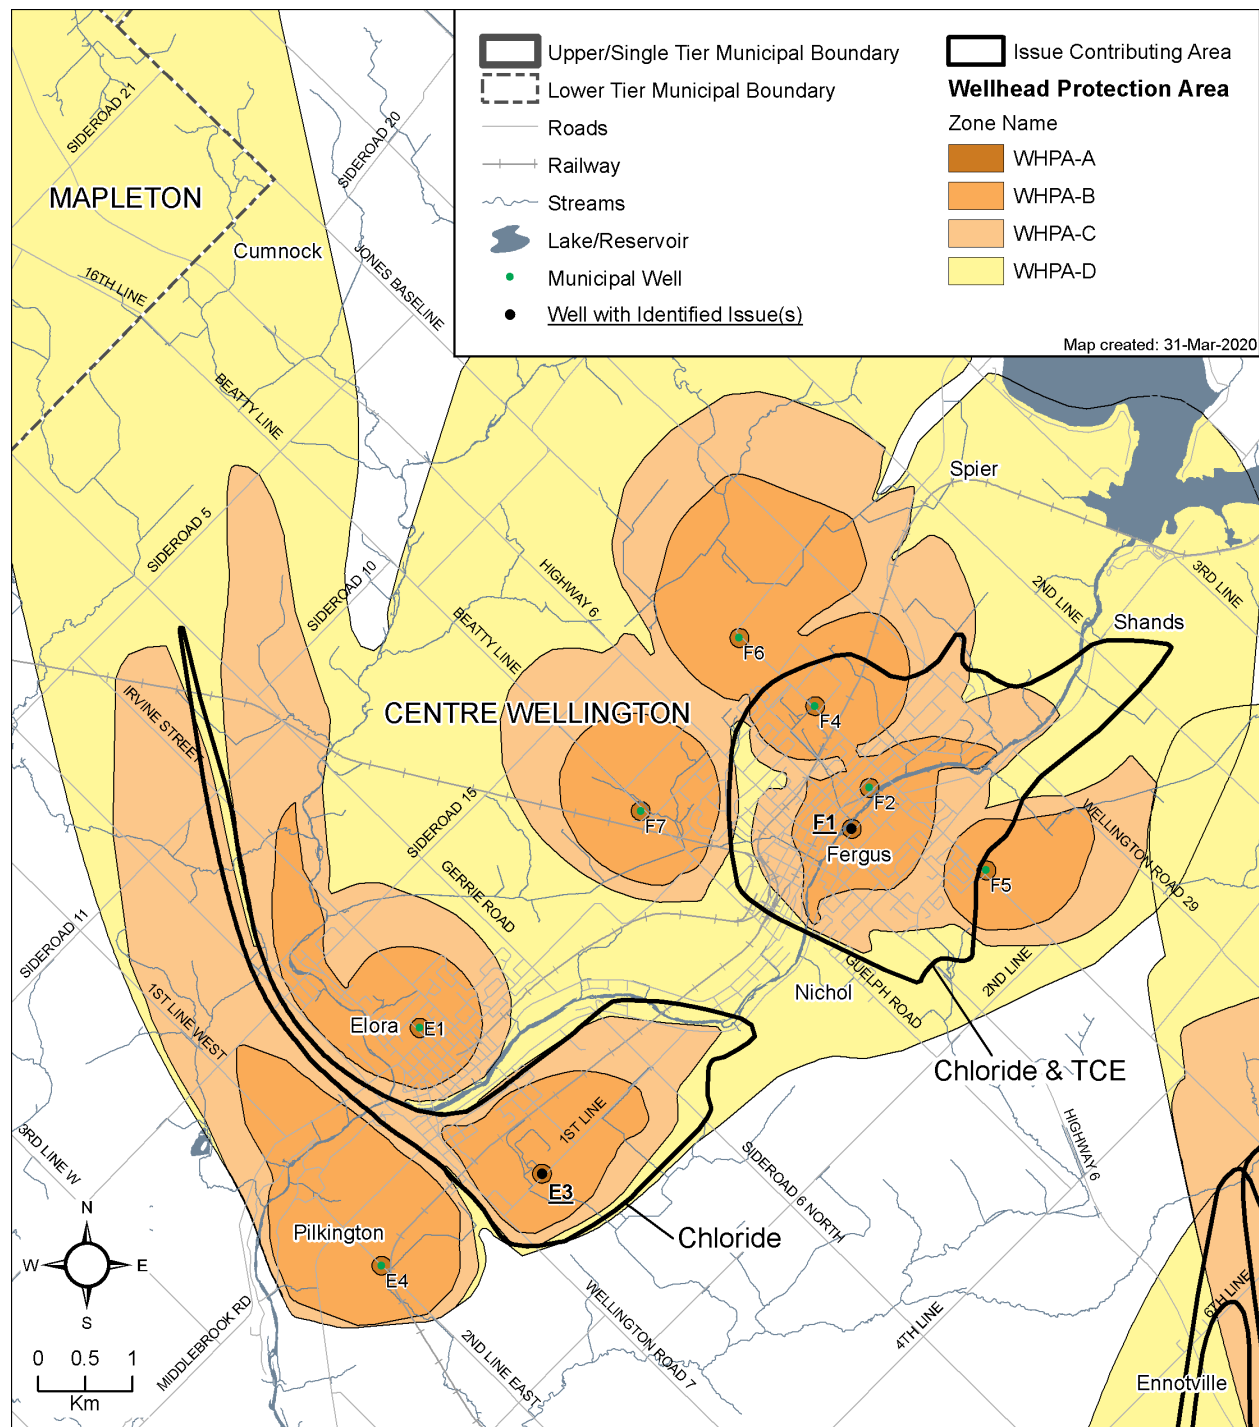 Upper/Single Tier Municipal Boundary
Lower Tier Municipal Boundary
Roads
Railway
Streams
Lake/Reservoir
Municipal Well
Well with Identified Issue(s)
Issue Contributing Area
Wellhead Protection Area
Zone Name
WHPA-A
WHPA-B
WHPA-C
WHPA-D
Map created: 31-Mar-2020
SIDEROAD 21
SIDEROAD 20
MAPLETON
Cumnock
JONES BASELINE
16TH LINE
BEATTY LINE
Spier
SIDEROAD 5
SIDEROAD 10
HIGHWAY 6
BEATTY LINE
2ND LINE
3RD LINE
Shands
F6
IRVINE STREET
CENTRE WELLINGTON
F4
F2
F1
Fergus
F7
SIDEROAD 15
GERRIE ROAD
F5
WELLINGTON ROAD 29
SIDEROAD 11
1ST LINE WEST
Elora
E1
Nichol
GUELPH ROAD
2ND LINE
Chloride & TCE
1ST LINE
E3
HIGHWAY 6
SIDEROAD 6 NORTH
3RD LINE W
Pilkington
E4
Chloride
N
W
E
S
MIDDLEBROOK RD
2ND LINE EAST
WELLINGTON ROAD 7
4TH LINE
6TH LINE
Ennotville
0 0.5 1
Km